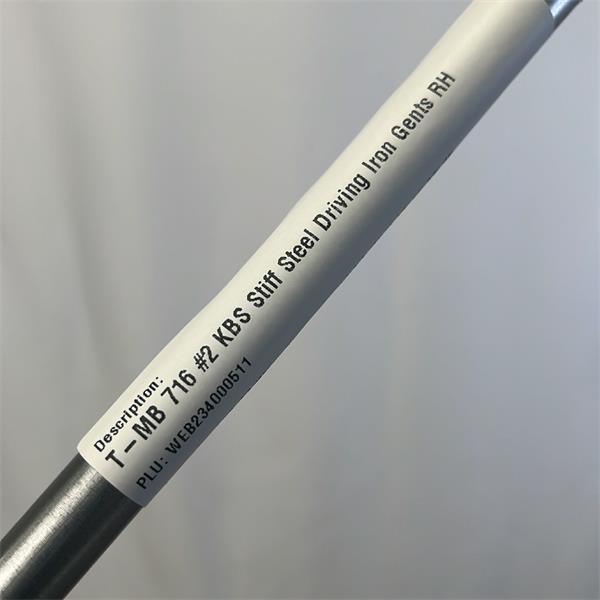 Description:
T-MB 716 #2 KBS Stiff Steel Driving Iron Gents RH
PLU: WEB234000511